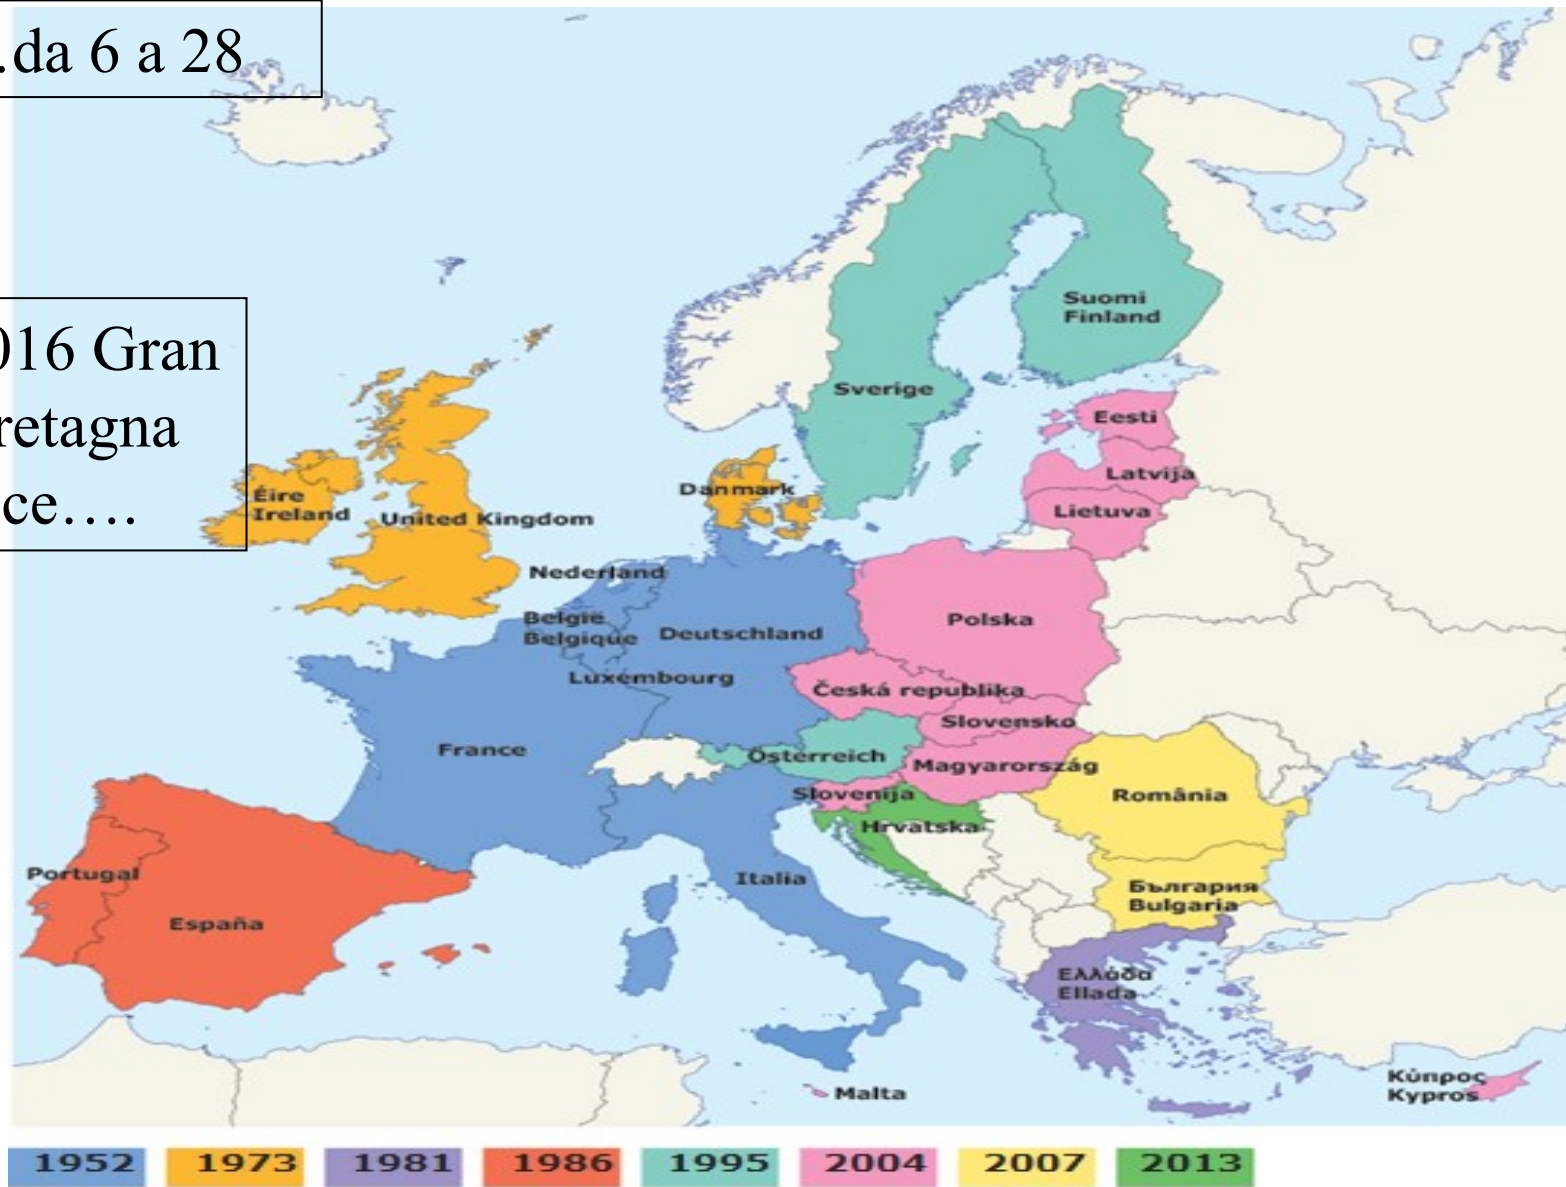 .da 6 a 28
016 Gran
retagna
ce….
Suomi
Finland
Sverige
Eesti
Latvija
Lietuva
Danmark
Éire
Ireland
United Kingdom
Nederland
België
Belgique
Deutschland
Luxembourg
Polska
Česká republika
Slovensko
France
Österreich
Magyarország
Slovenija
Hrvatska
România
Portugal
España
Italia
България
Bulgaria
Ελλάδα
Ellada
Malta
Κύπρος
Kypros
1952 1973 1981 1986 1995 2004 2007 2013